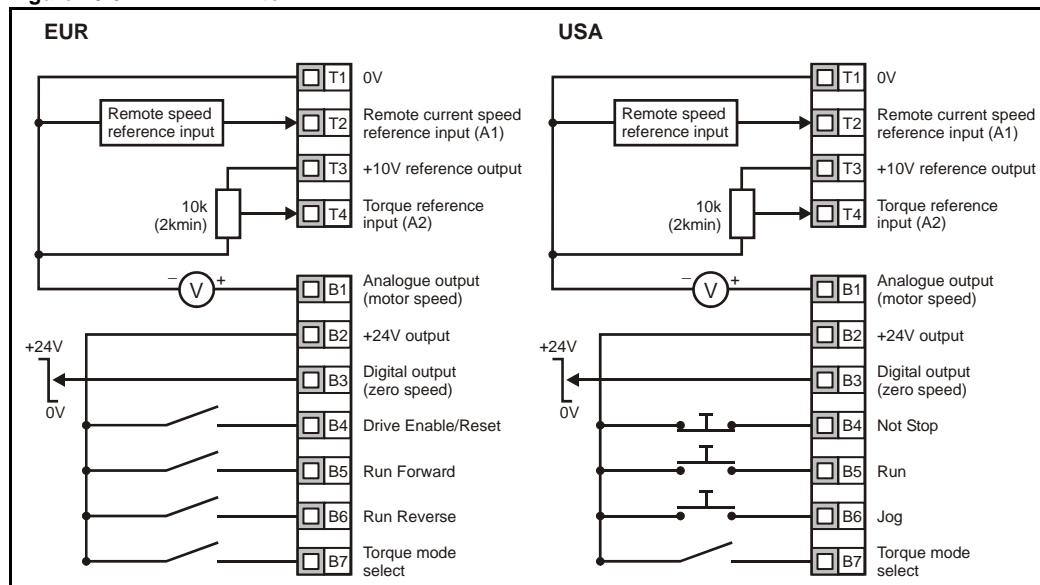 EUR
T1 0V
Remote speed
reference input
T2 Remote current speed
reference input (A1)
T3 +10V reference output
10k
(2kmin)
T4 Torque reference
input (A2)
− V +
B1 Analogue output
(motor speed)
B2 +24V output
+24V
0V
B3 Digital output
(zero speed)
B4 Drive Enable/Reset
B5 Run Forward
B6 Run Reverse
B7 Torque mode
select
USA
T1 0V
Remote speed
reference input
T2 Remote current speed
reference input (A1)
T3 +10V reference output
10k
(2kmin)
T4 Torque reference
input (A2)
− V +
B1 Analogue output
(motor speed)
B2 +24V output
+24V
0V
B3 Digital output
(zero speed)
B4 Not Stop
B5 Run
B6 Jog
B7 Torque mode
select